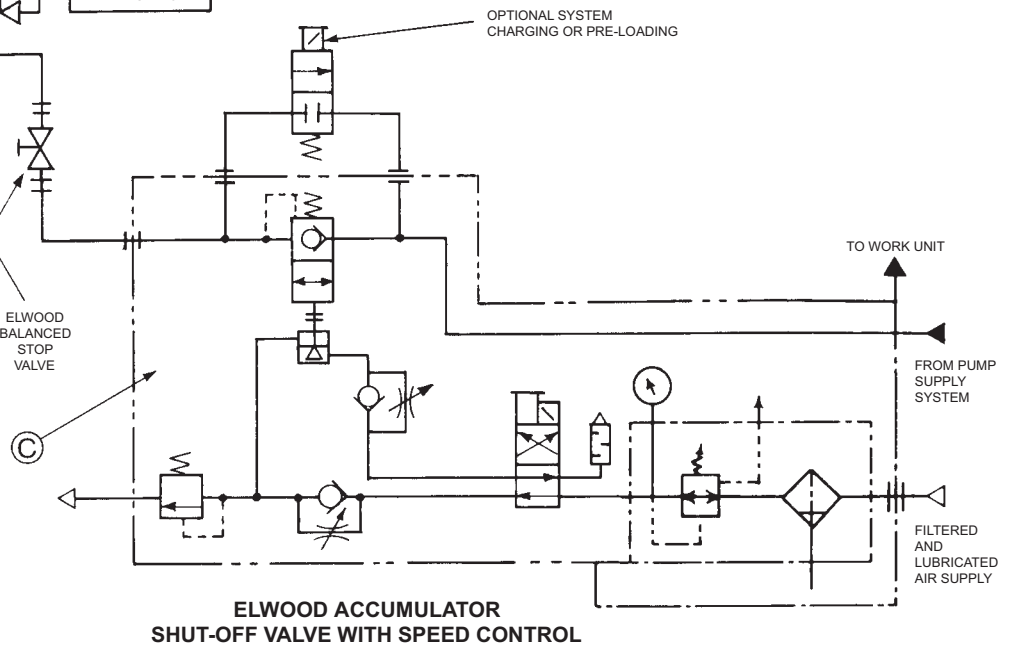 OPTIONAL SYSTEM
CHARGING OR PRE-LOADING
TO WORK UNIT
ELWOOD
BALANCED
STOP
VALVE
FROM PUMP
SUPPLY
SYSTEM
C
FILTERED
AND
LUBRICATED
AIR SUPPLY
ELWOOD ACCUMULATOR
SHUT-OFF VALVE WITH SPEED CONTROL